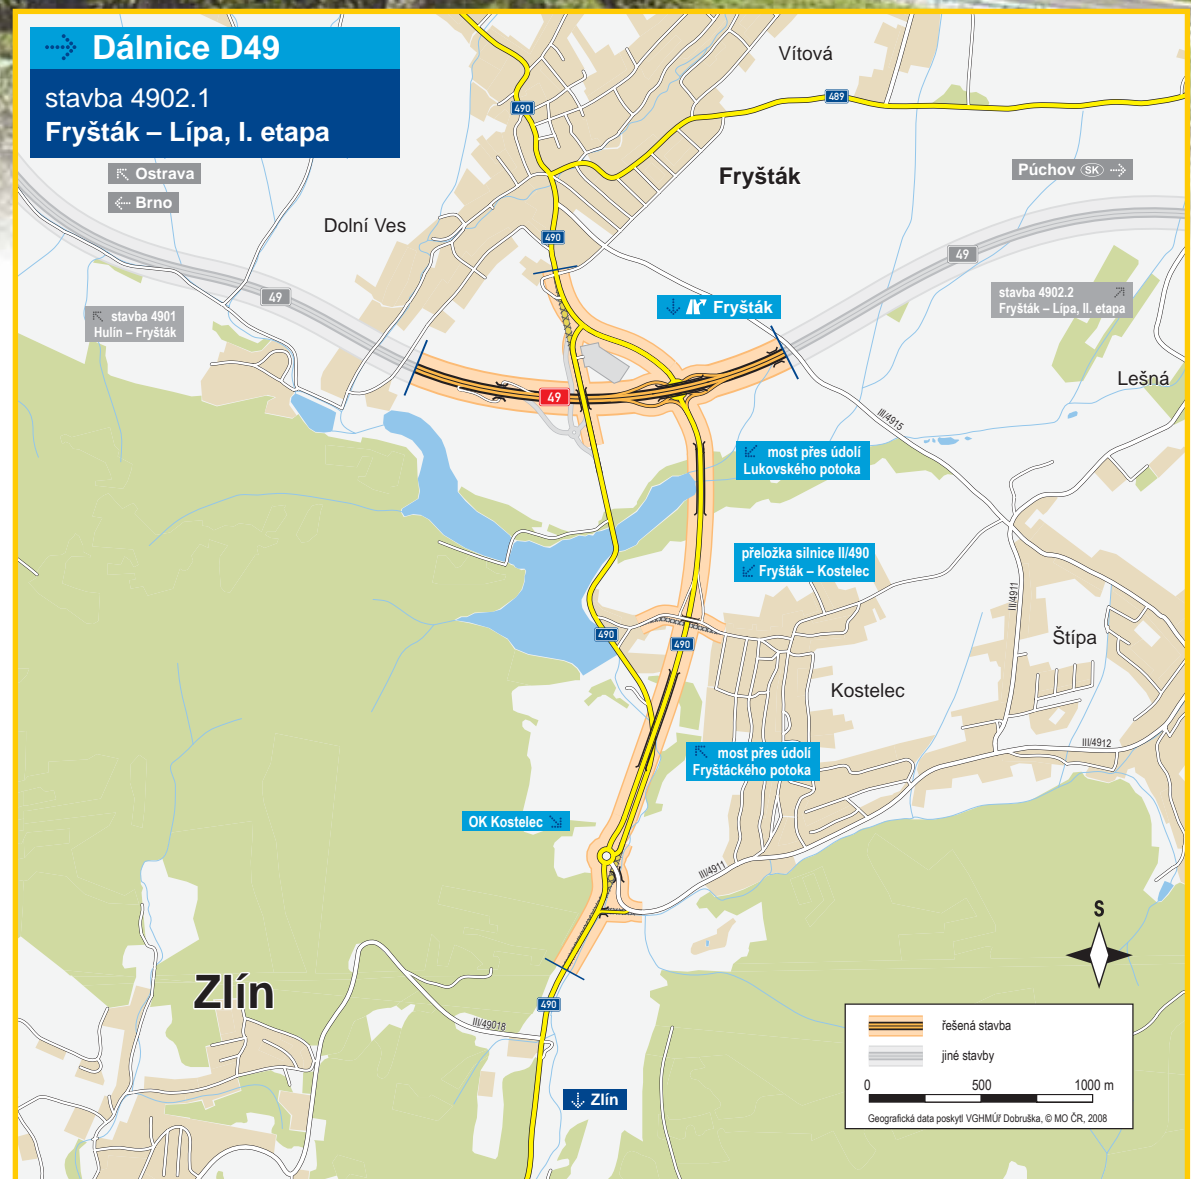 Dálnice D49
stavba 4902.1
Fryšták – Lípa, I. etapa
Vítová
490
489
Ostrava
Brno
Fryšták
Púchov SK
Dolní Ves
490
49
49
stavba 4901
Hulín – Fryšták
Fryšták
stavba 4902.2
Fryšták – Lípa, II. etapa
Lešná
49
III/4915
most přes údolí
Lukovského potoka
přeložka silnice II/490
Fryšták – Kostelec
III/4911
490
490
Štípa
Kostelec
III/4912
most přes údolí
Fryštáckého potoka
OK Kostelec
III/4911
S
Zlín
490
III/49018
Zlín
řešená stavba
jiné stavby
0 500 1000 m
Geografická data poskytl VGHMÚř Dobruška, © MO ČR, 2008